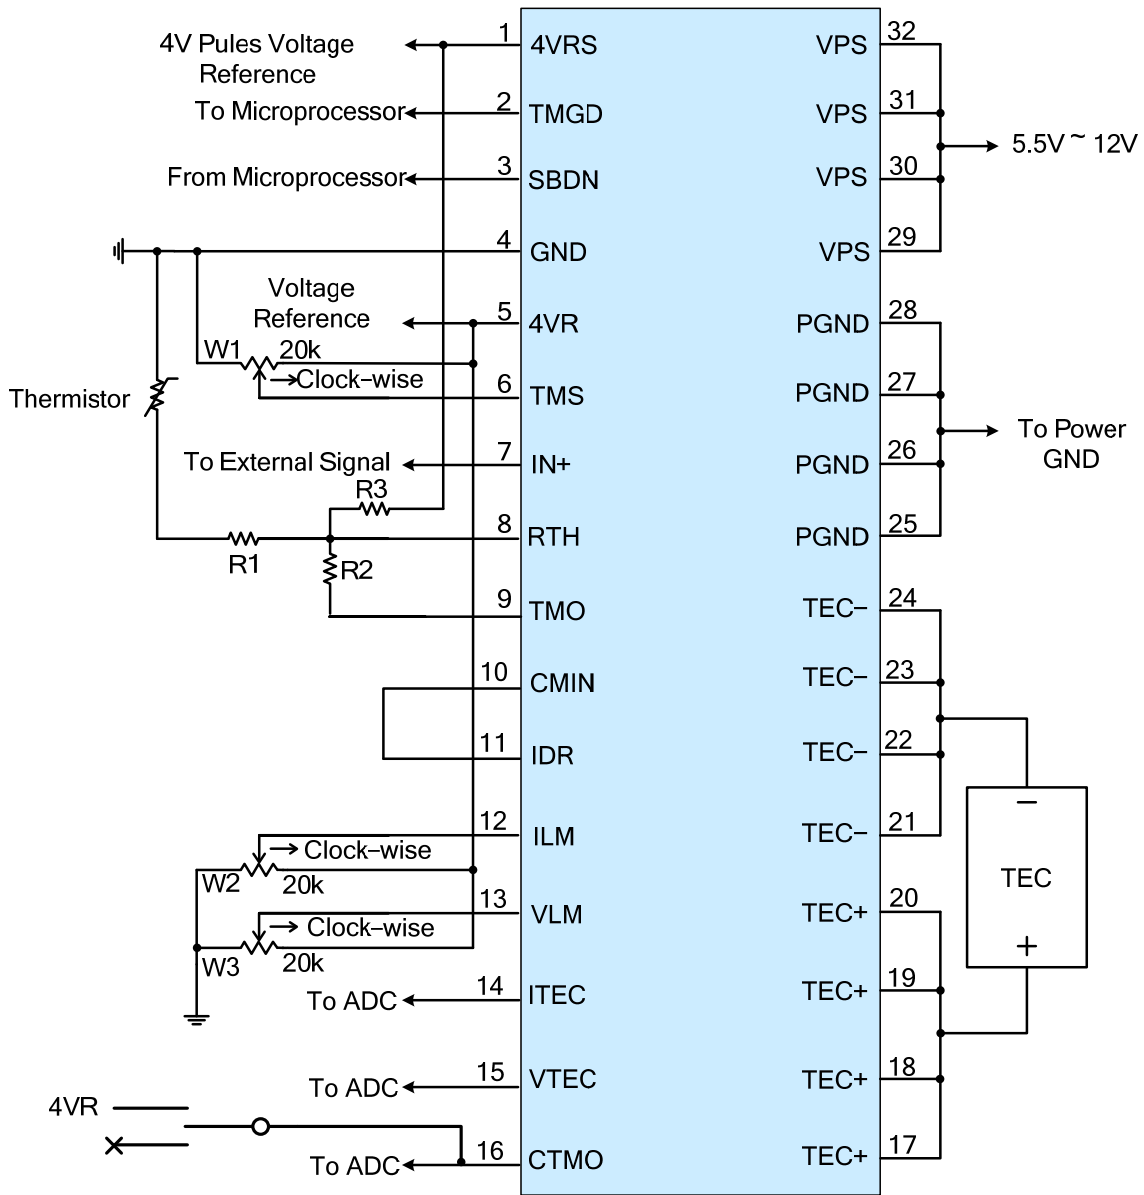 4V Pules Voltage
Reference
1
4VRS
VPS
32
To Microprocessor
2
TMGD
VPS
31
5.5V ~ 12V
From Microprocessor
3
SBDN
VPS
30
4
GND
VPS
29
Voltage
Reference
5
4VR
PGND
28
W1
20k
Clock-wise
Thermistor
6
TMS
PGND
27
To Power
GND
To External Signal
7
IN+
PGND
26
R3
8
RTH
PGND
25
R1
R2
9
TMO
TEC-
24
10
CMIN
TEC-
23
11
IDR
TEC-
22
12
ILM
TEC-
21
Clock-wise
W2
20k
-
TEC
+
13
VLM
TEC+
20
Clock-wise
W3
20k
To ADC
14
ITEC
TEC+
19
To ADC
15
VTEC
TEC+
18
4VR
To ADC
16
CTMO
TEC+
17